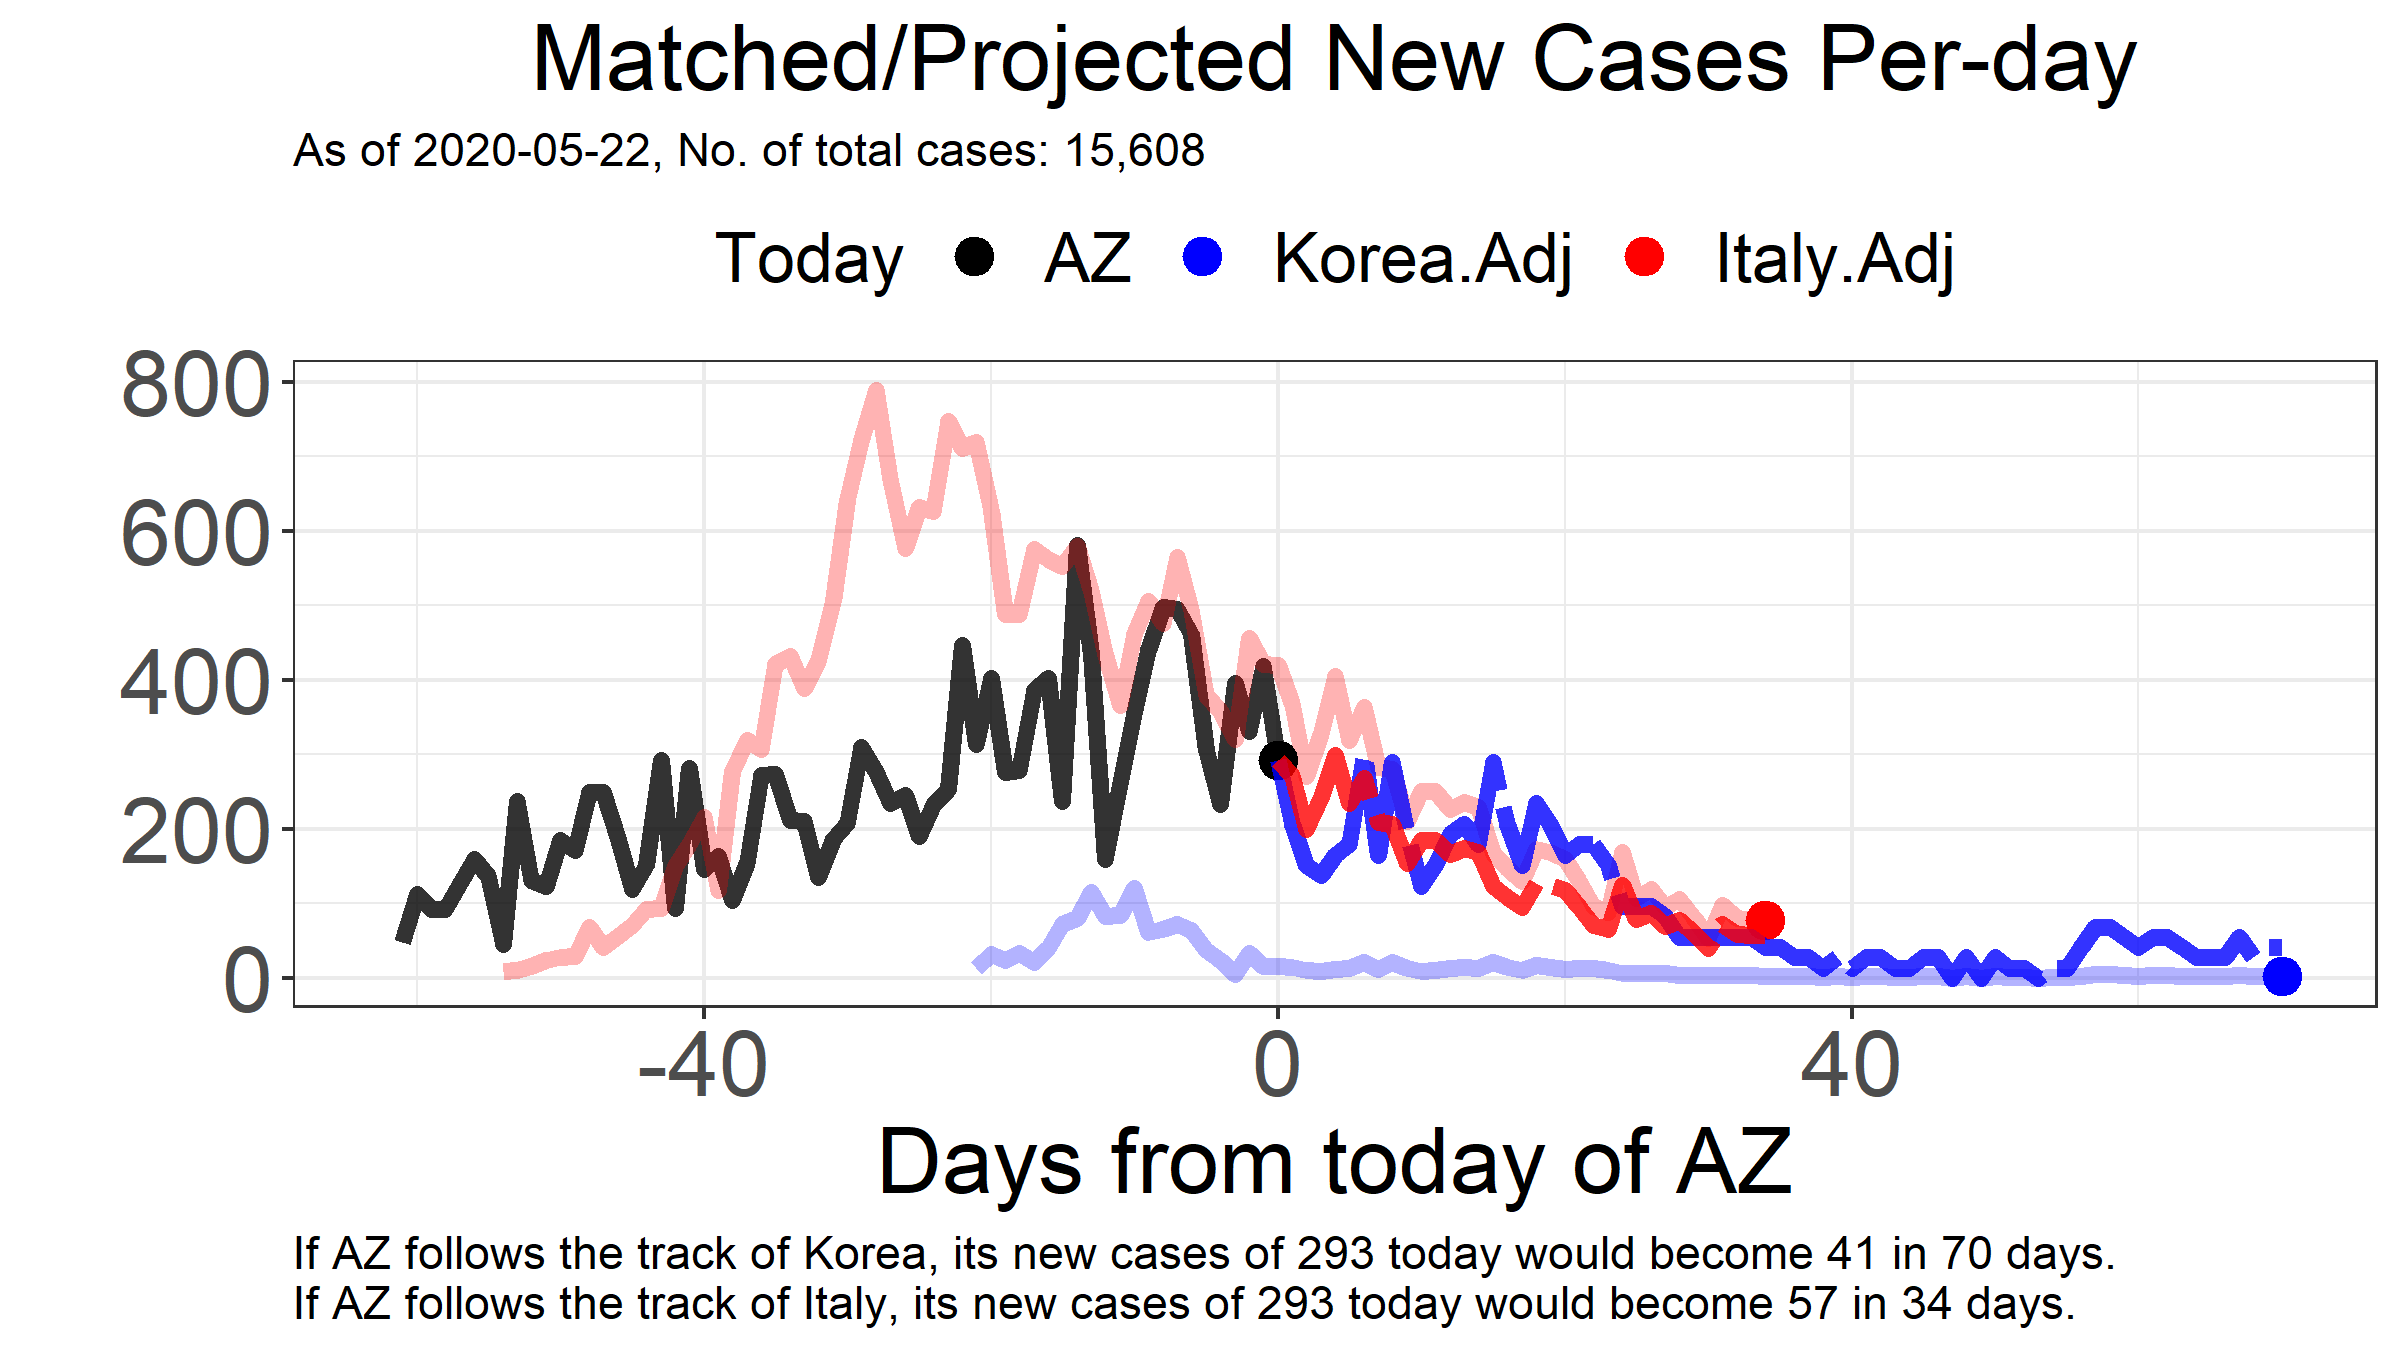 Matched/Projected New Cases Per-day
As of 2020-05-22, No. of total cases: 15,608
Today AZ Korea.Adj Italy.Adj
800
600
400
200
0
-40 0 40
Days from today of AZ
If AZ follows the track of Korea, its new cases of 293 today would become 41 in 70 days.
If AZ follows the track of Italy, its new cases of 293 today would become 57 in 34 days.